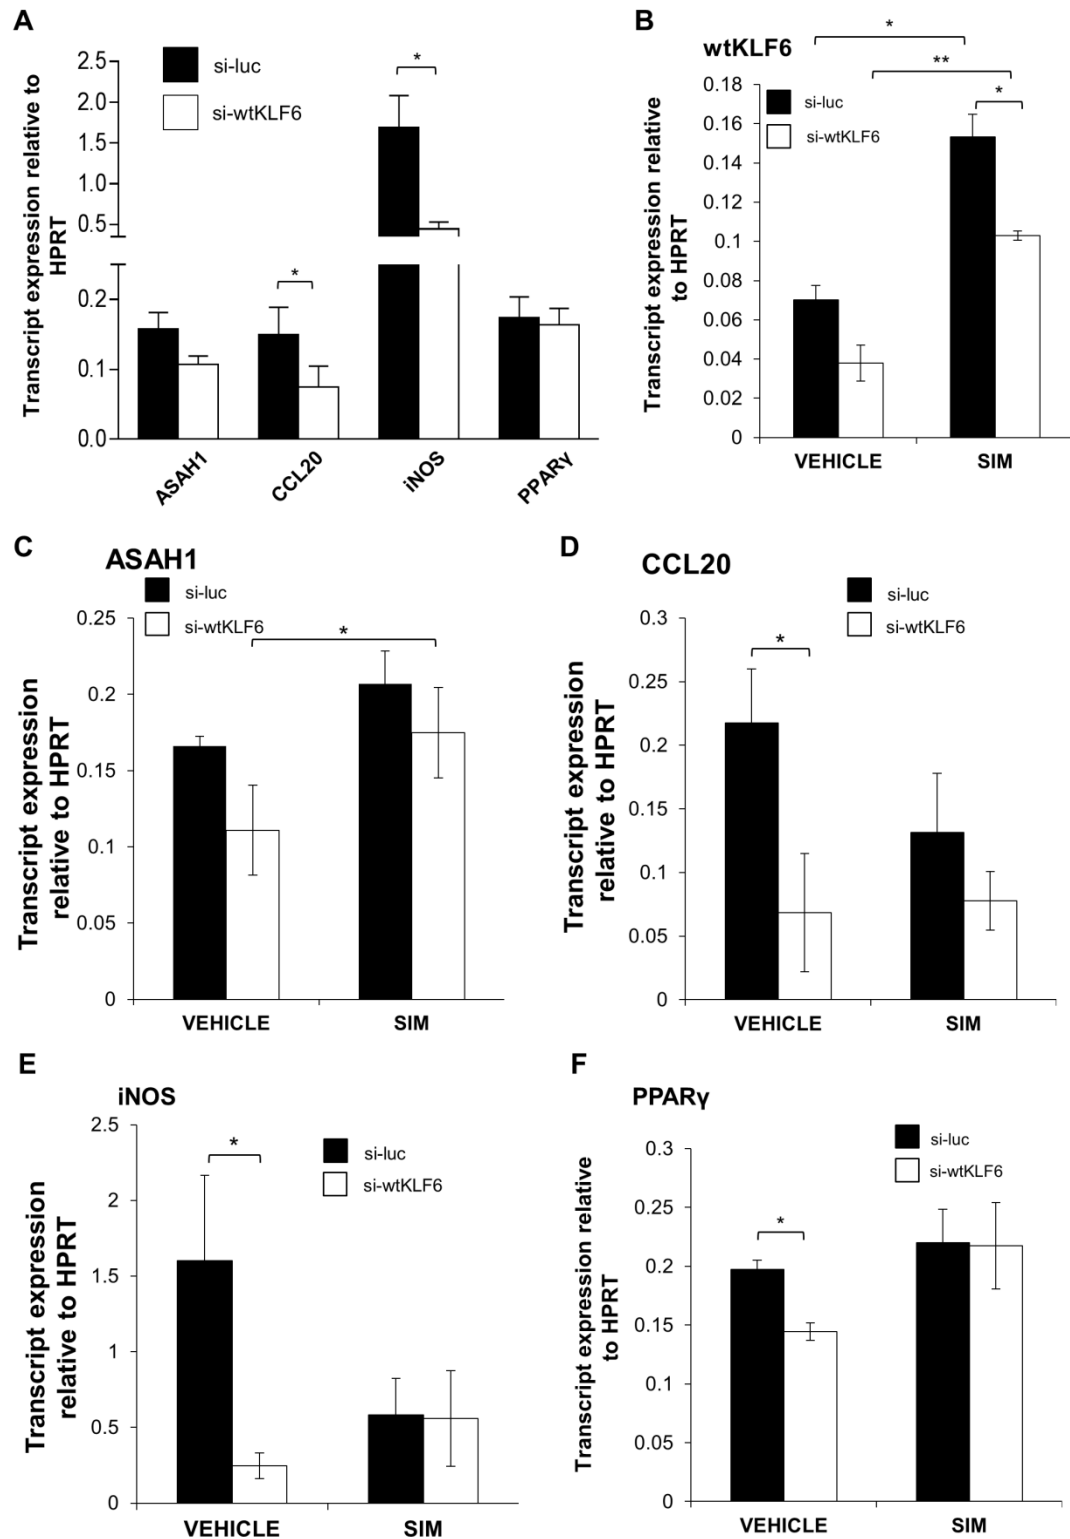 A
si-luc
si-wtKLF6
Transcript expression relative to
HPRT
2.5
2.0
1.5
1.0
0.5
0.2
0.1
0.0
*
*
ASAH1
CCL20
iNOS
PPARγ
B
wtKLF6
si-luc
si-wtKLF6
*
**
*
Transcript expression relative
to HPRT
0.18
0.16
0.14
0.12
0.1
0.08
0.06
0.04
0.02
0
VEHICLE
SIM
C
ASAH1
si-luc
si-wtKLF6
*
Transcript expression
relative to HPRT
0.25
0.2
0.15
0.1
0.05
0
VEHICLE
SIM
D
CCL20
si-luc
si-wtKLF6
*
Transcript expression
relative to HPRT
0.3
0.25
0.2
0.15
0.1
0.05
0
VEHICLE
SIM
E
iNOS
si-luc
si-wtKLF6
*
Transcript expression
relative to HPRT
2.5
2
1.5
1
0.5
0
VEHICLE
SIM
F
PPARγ
si-luc
si-wtKLF6
*
Transcript expression relative
to HPRT
0.3
0.25
0.2
0.15
0.1
0.05
0
VEHICLE
SIM